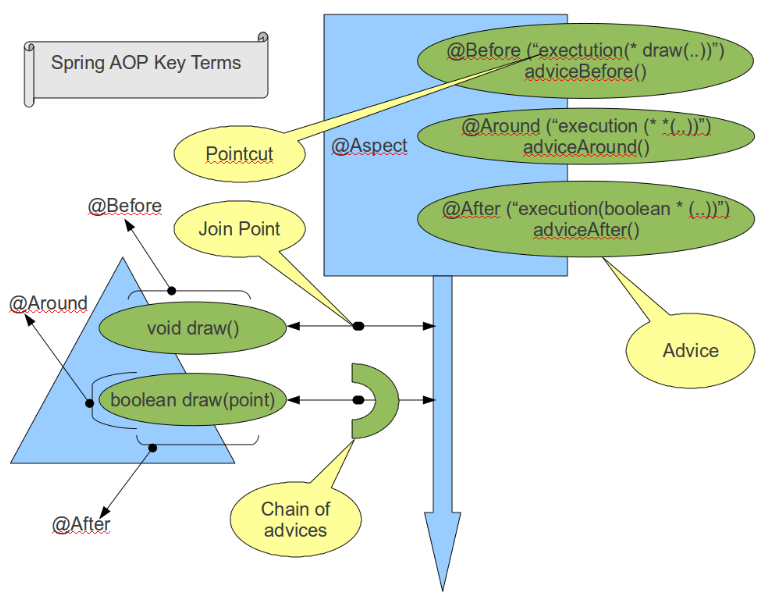 Spring AOP Key Terms
@Before (“exectution(* draw(..))”)
adviceBefore()
@Around (“execution (* *(..))”)
adviceAround()
@Aspect
Pointcut
@After (“execution(boolean * (..))”)
adviceAfter()
@Before
Join Point
@Around
void draw()
Advice
boolean draw(point)
Chain of
advices
@After